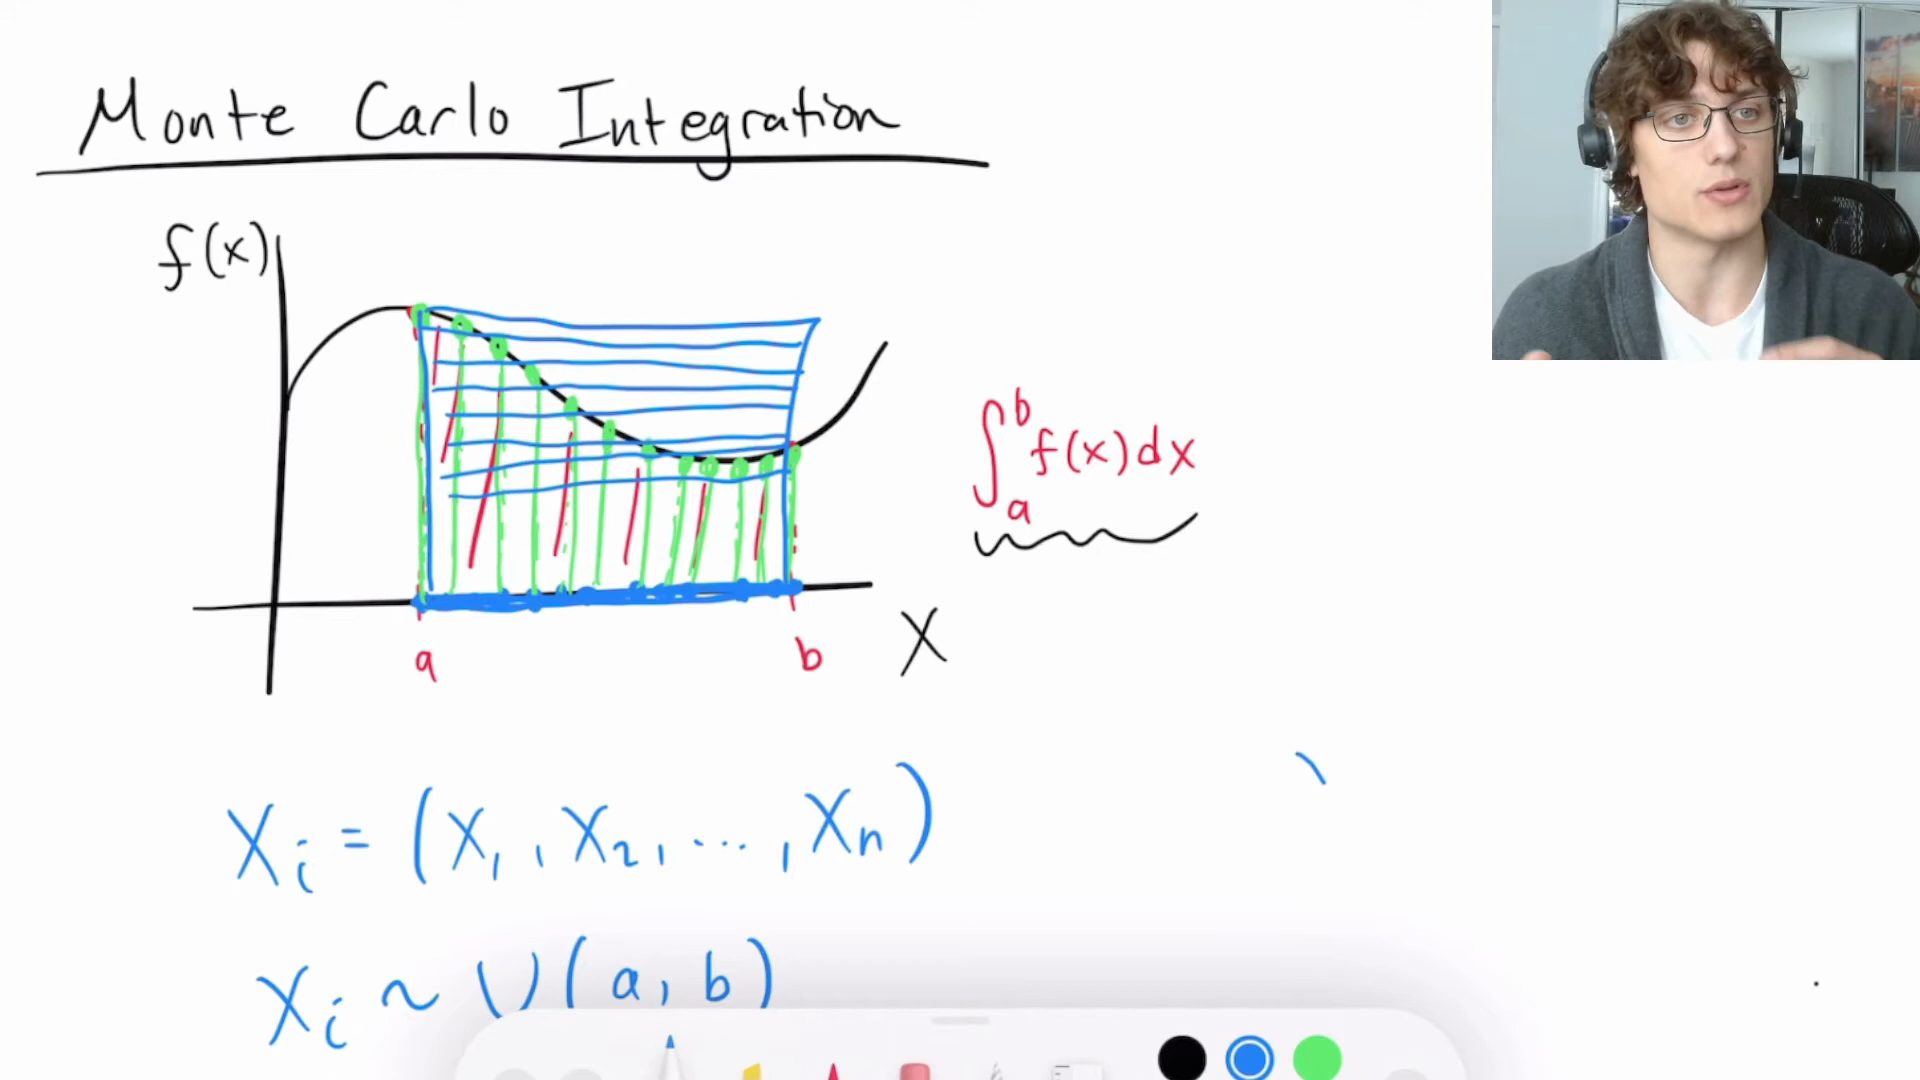 Monte Carlo Integration
f(x)
∫_a^b f(x)dx
a
b
X
X_i = (X_1, X_2, ..., X_n)
X_i ~ U(a, b)